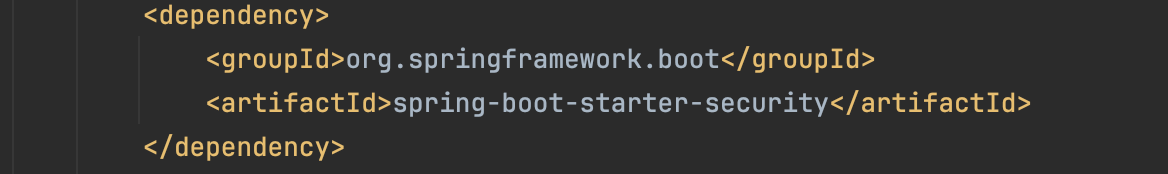 <dependency>
<groupId>org.springframework.boot</groupId>
<artifactId>spring-boot-starter-security</artifactId>
</dependency>